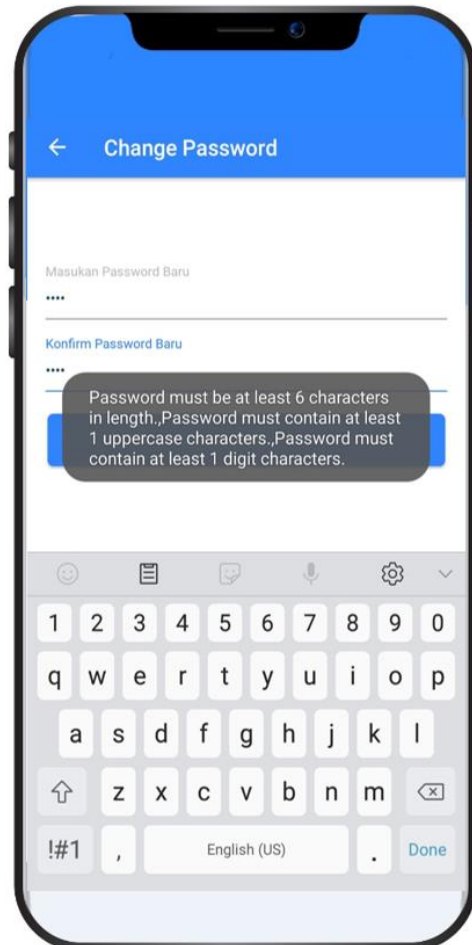 Change Password
Masukan Password Baru
••••
Konfirm Password Baru
••••
Password must be at least 6 characters
in length.,Password must contain at least
1 uppercase characters.,Password must
contain at least 1 digit characters.
1 2 3 4 5 6 7 8 9 0
q w e r t y u i o p
a s d f g h j k l
z x c v b n m
!#1 , English (US) . Done